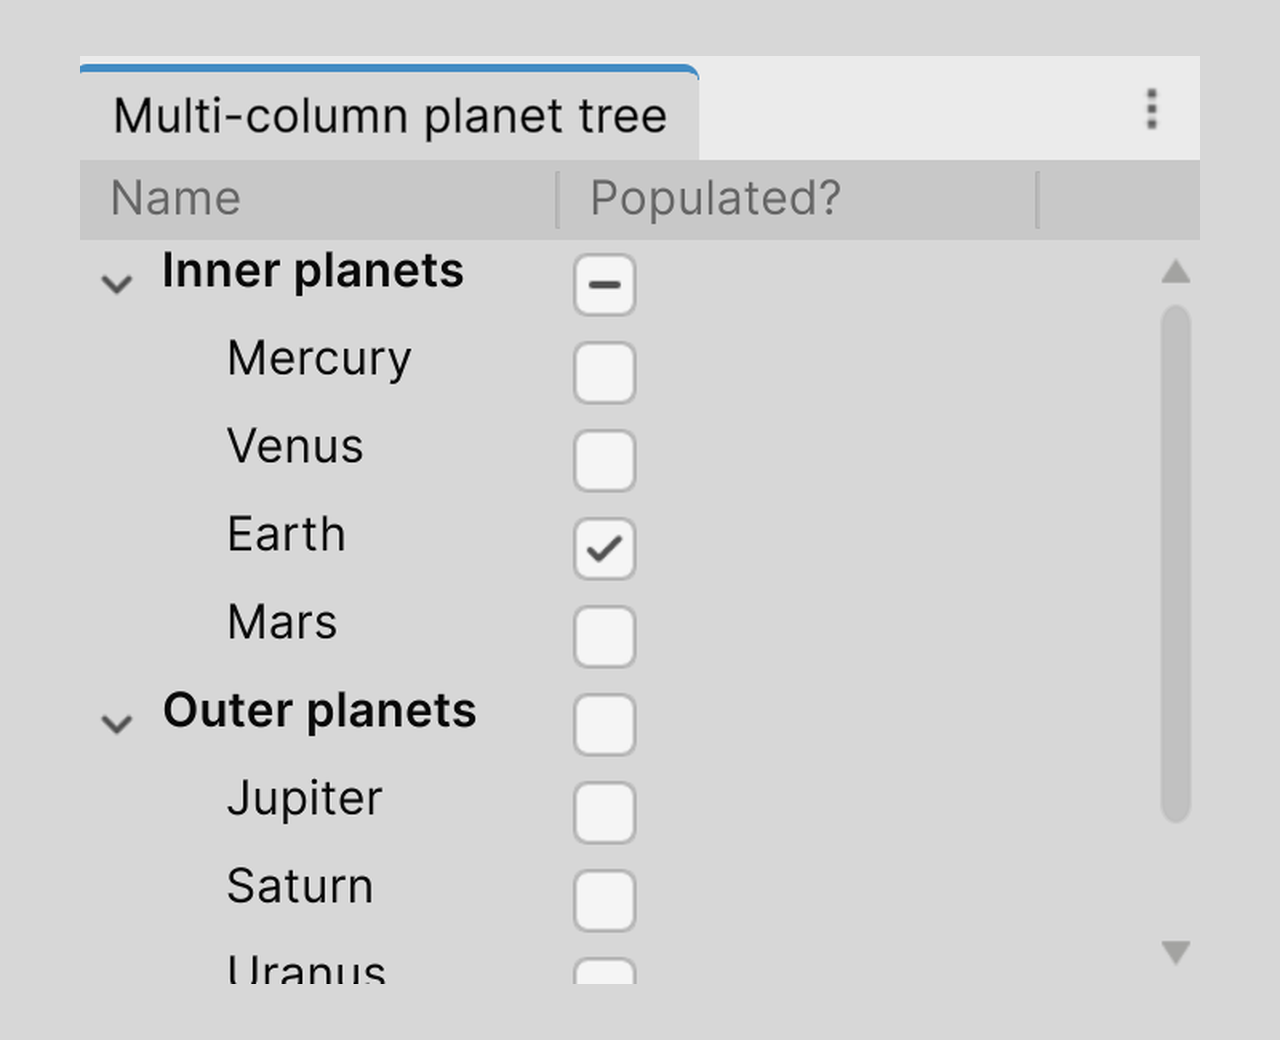 Multi-column planet tree
Name Populated?
Inner planets
Mercury
Venus
Earth
Mars
Outer planets
Jupiter
Saturn
Uranus